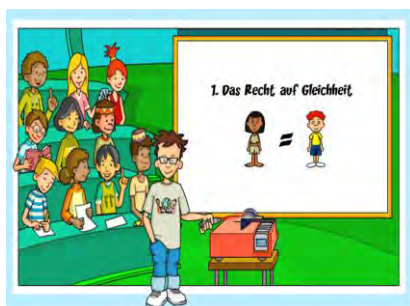 1. Das Recht auf Gleichheit
=